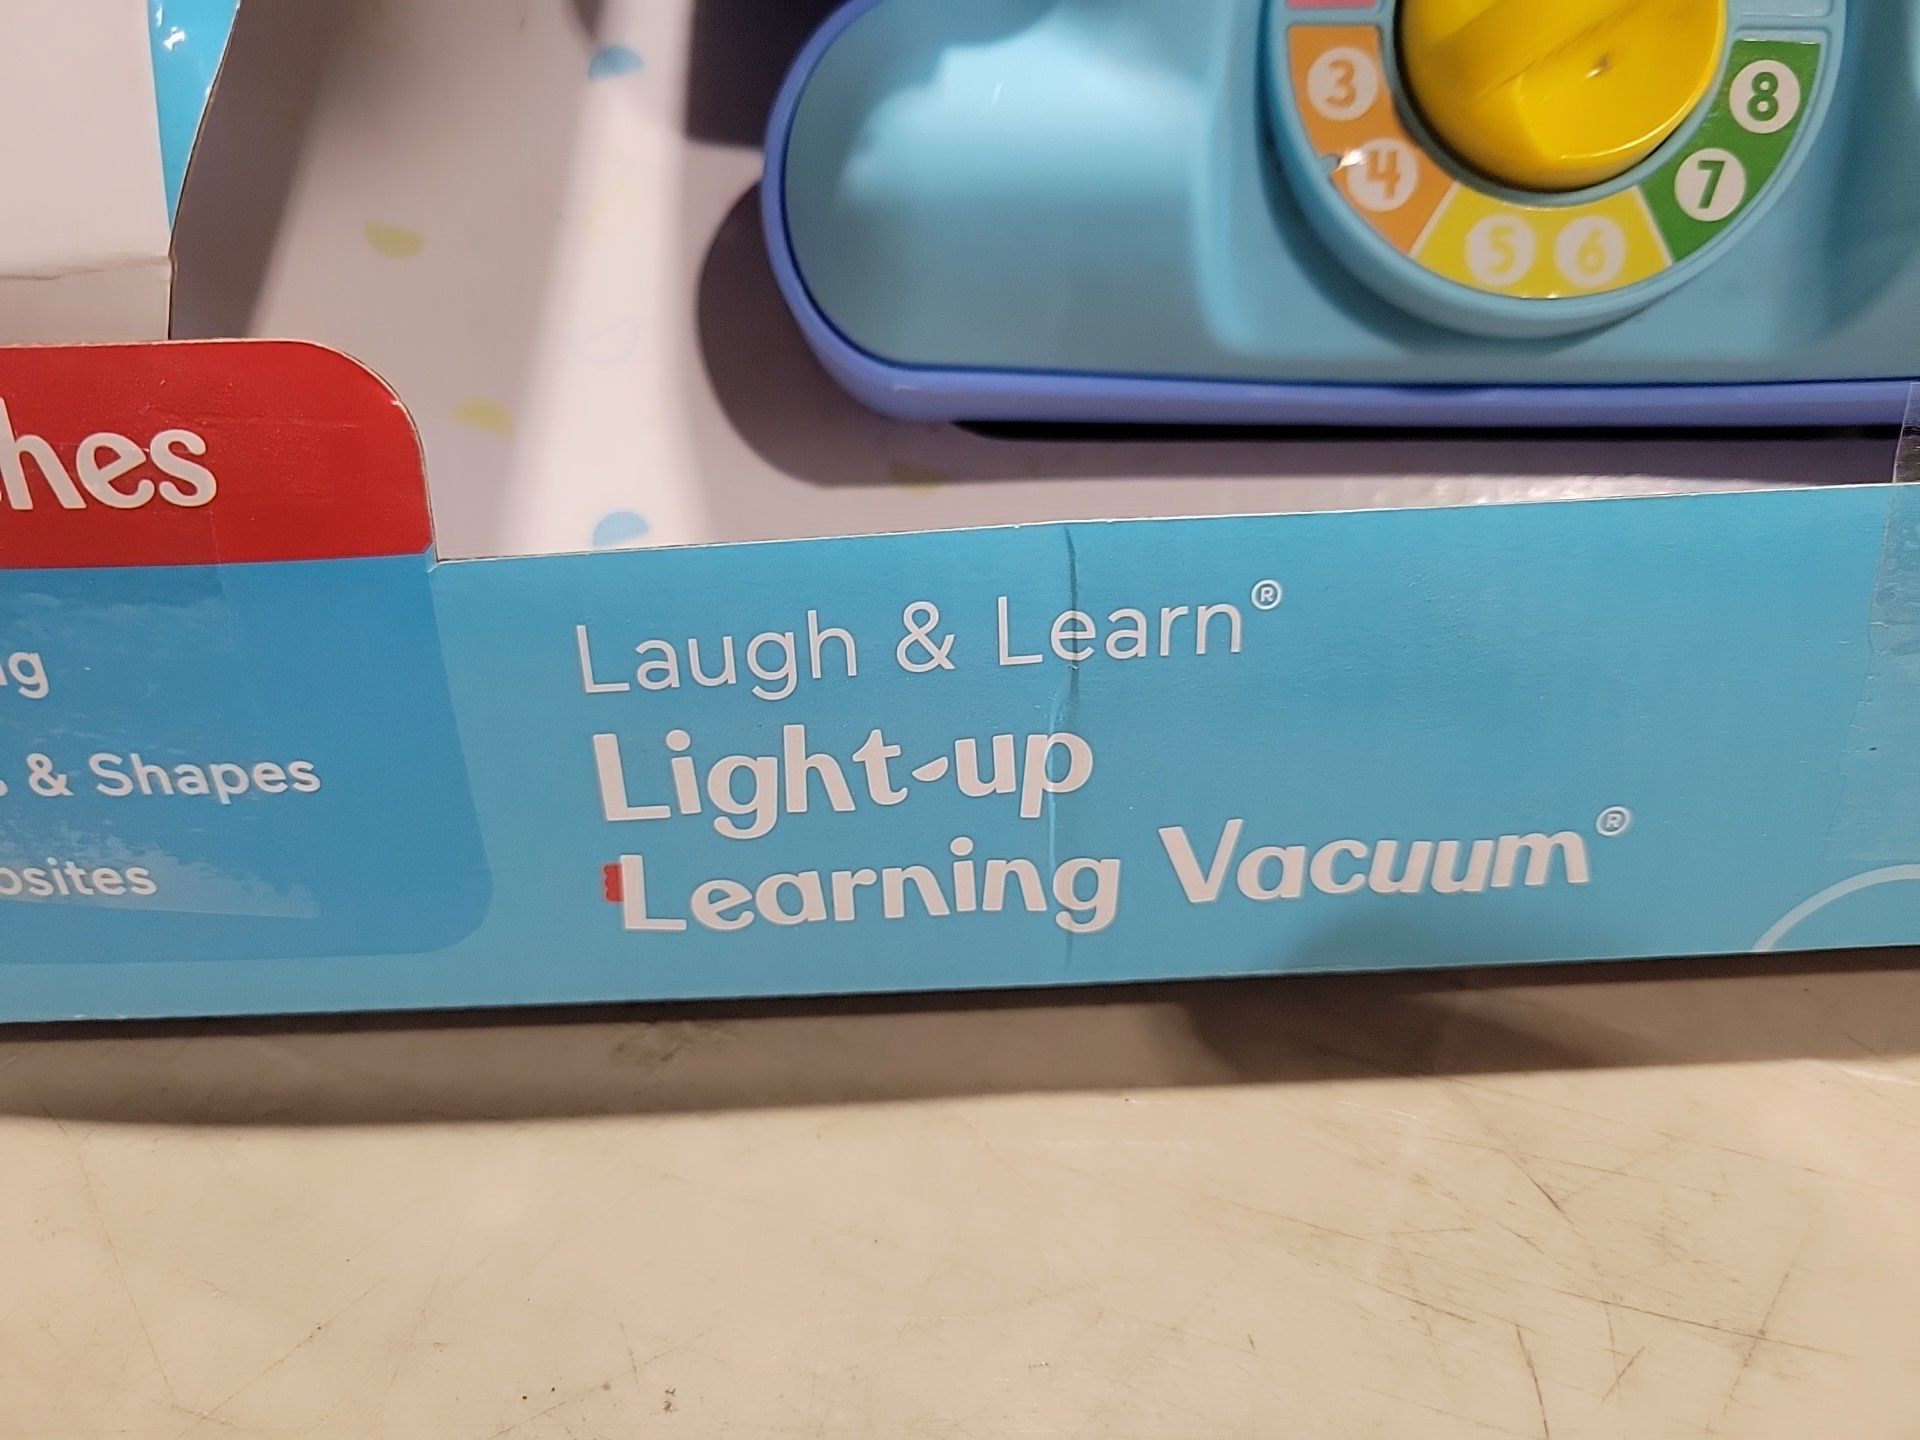 3
4
5
6
7
8
hes
g
& Shapes
osites
Laugh & Learn®
Light-up
Learning Vacuum®